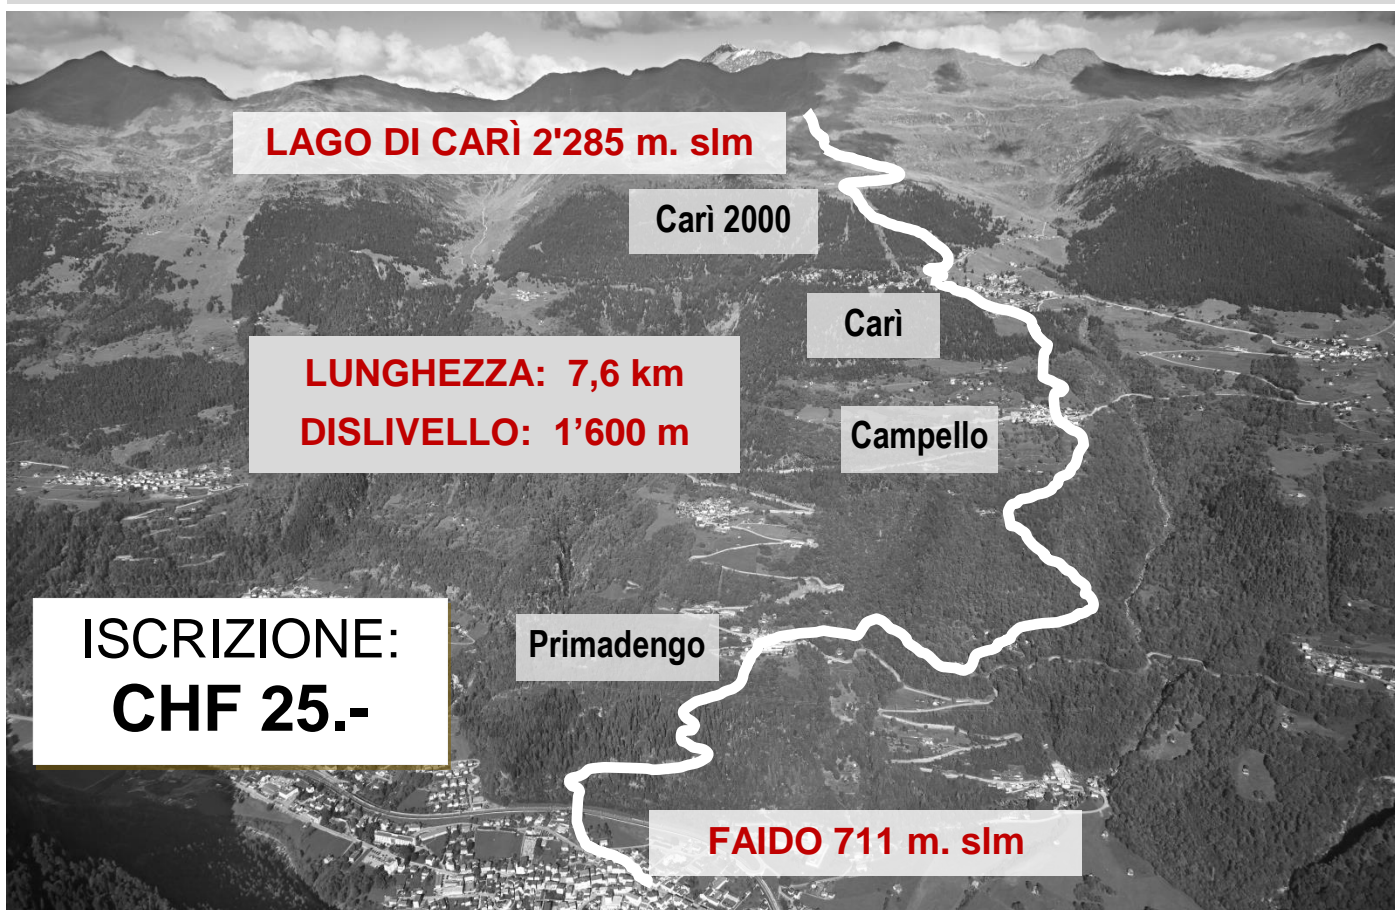 LAGO DI CARÌ 2'285 m. slm
Carì 2000
Carì
LUNGHEZZA: 7,6 km
DISLIVELLO: 1’600 m
Campello
ISCRIZIONE:
CHF 25.-
Primadengo
FAIDO 711 m. slm